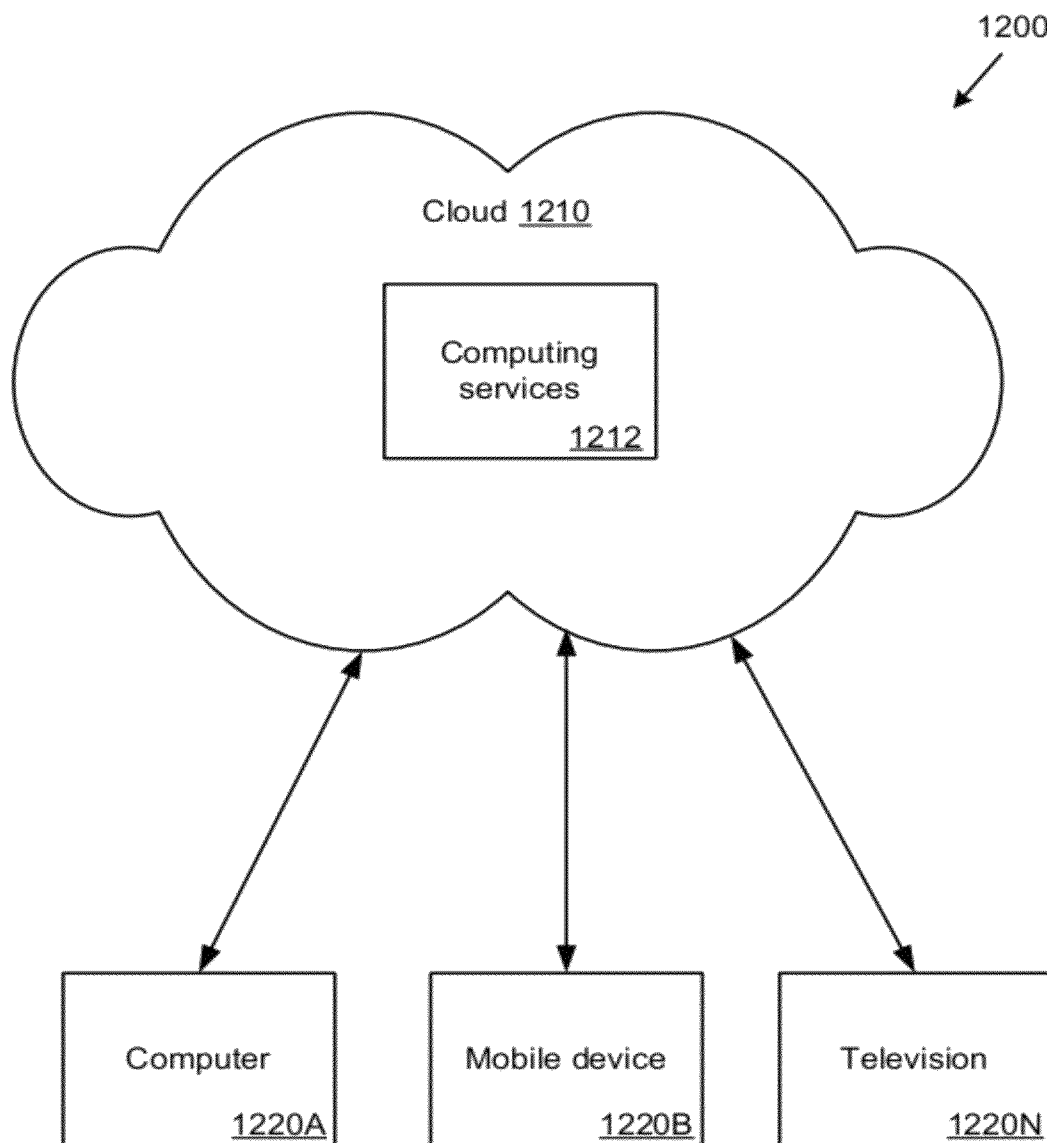 1200
Cloud 1210
Computing
services
1212
Computer
1220A
Mobile device
1220B
Television
1220N